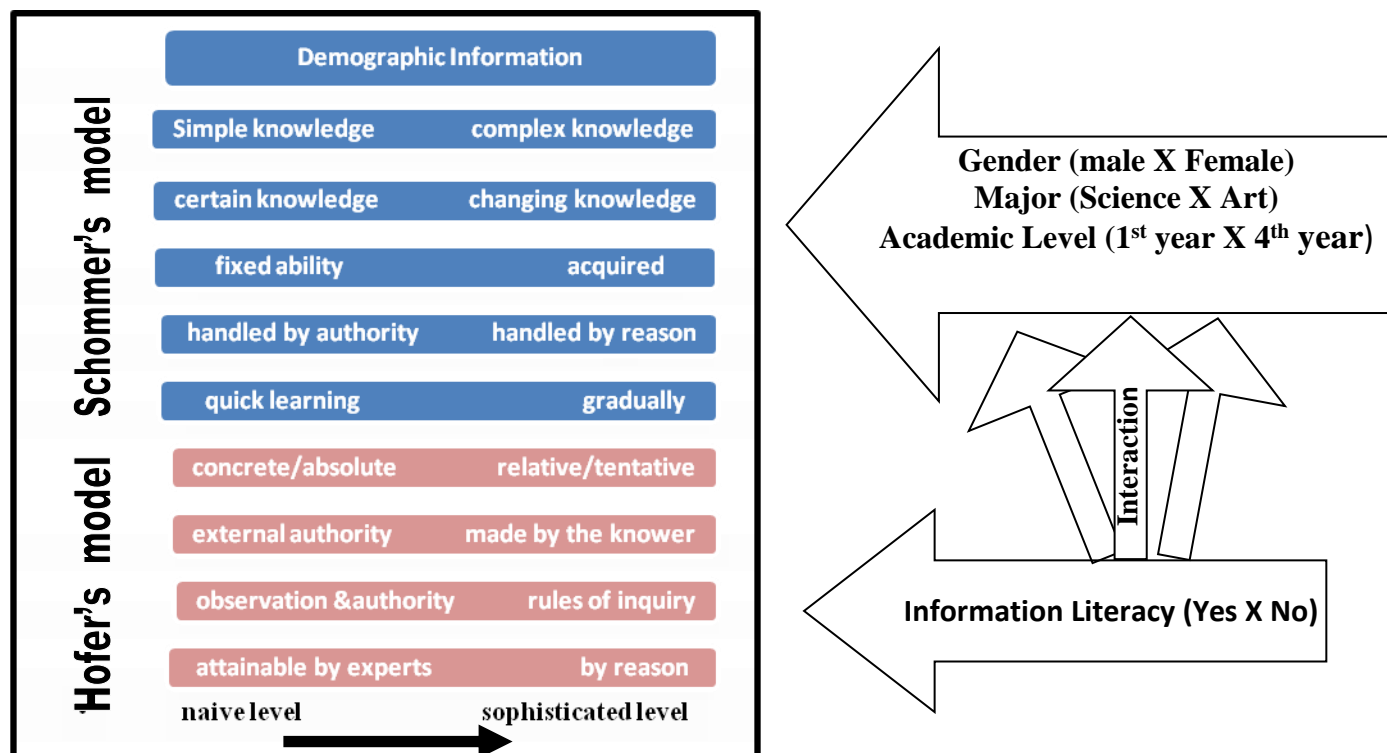 Schommer's model
Hofer's model
Demographic Information
Simple knowledge complex knowledge
certain knowledge changing knowledge
fixed ability acquired
handled by authority handled by reason
quick learning gradually
concrete/absolute relative/tentative
external authority made by the knower
observation &authority rules of inquiry
attainable by experts by reason
naive level sophisticated level
Gender (male X Female)
Major (Science X Art)
Academic Level (1st year X 4th year)
Interaction
Information Literacy (Yes X No)